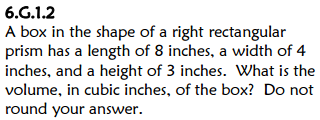 6.G.1.2
A box in the shape of a right rectangular
prism has a length of 8 inches, a width of 4
inches, and a height of 3 inches.  What is the
volume, in cubic inches, of the box?  Do not
round your answer.